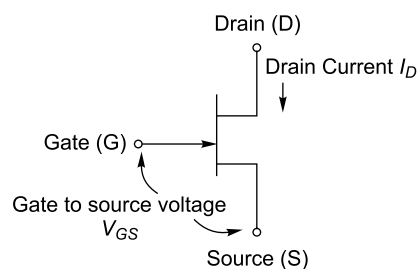 Drain (D)
Drain Current I_D
Gate (G)
Gate to source voltage
V_GS
Source (S)